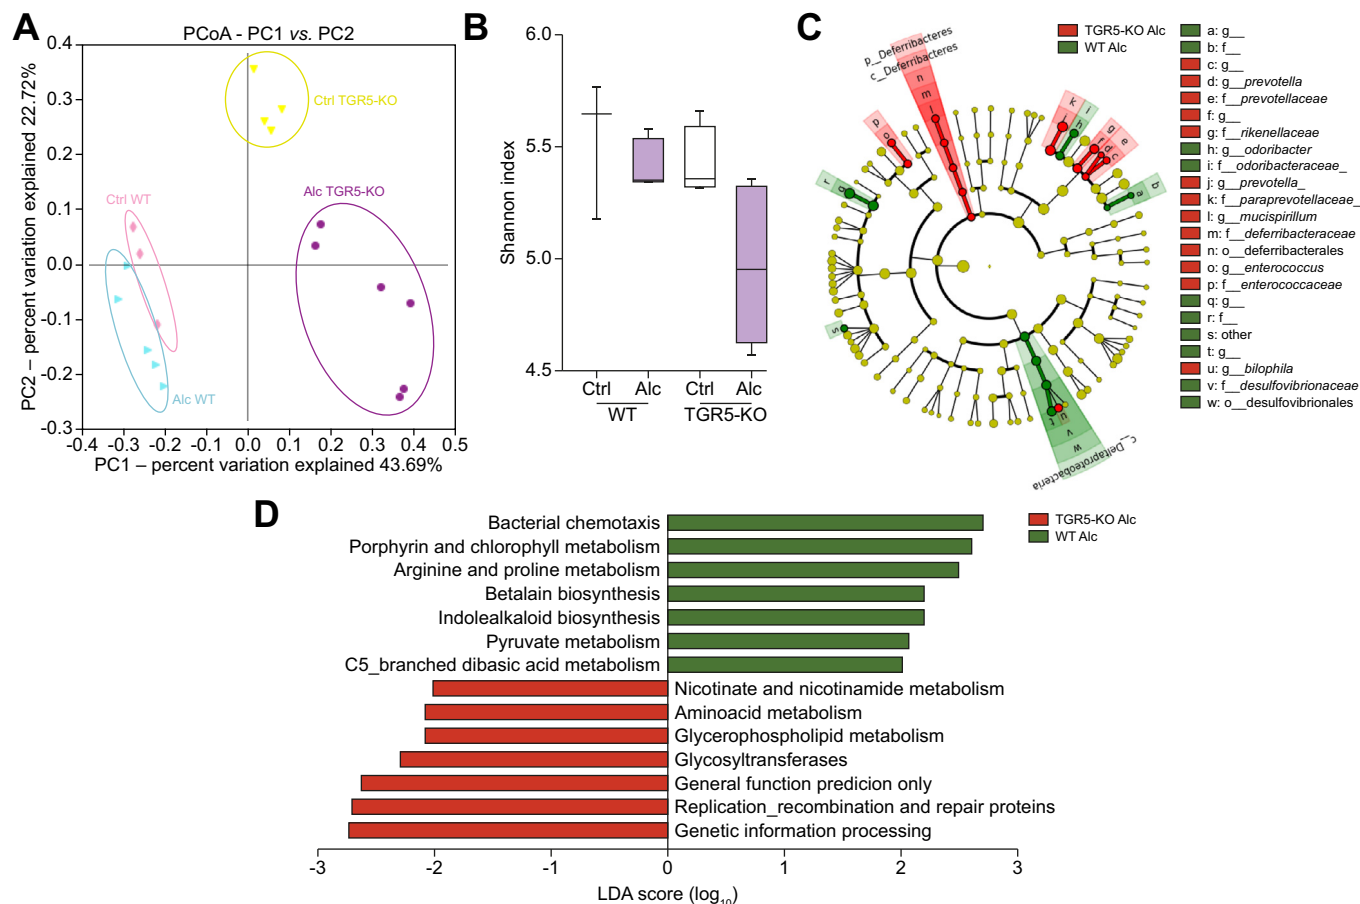 A
PCoA - PC1 vs. PC2
0.4
0.3
0.2
0.1
0.0
-0.1
-0.2
-0.3
PC2 – percent variation explained 22.72%
Ctrl TGR5-KO
Ctrl WT
Alc TGR5-KO
Alc WT
-0.4 -0.3 -0.2 -0.1 0.0 0.1 0.2 0.3 0.4 0.5
PC1 – percent variation explained 43.69%
B
6.0
5.5
5.0
4.5
Shannon index
Ctrl Alc Ctrl Alc
WT TGR5-KO
C
TGR5-KO Alc
WT Alc
p__Deferribacteres
c__Deferribacteres
n
m
l
p
o
k
j
i
h
g
f
e
d
c
b
a
r
q
s
u
t
v
w
c__Deltaproteobacteria
a: g__
b: f__
c: g__
d: g__prevotella
e: f__prevotellaceae
f: g__
g: f__rikenellaceae
h: g__odoribacter
i: f__odoribacteraceae_
j: g__prevotella_
k: f__paraprevotellaceae_
l: g__mucispirillum
m: f__deferribacteraceae
n: o__deferribacterales
o: g__enterococcus
p: f__enterococcaceae
q: g__
r: f__
s: other
t: g__
u: g__bilophila
v: f__desulfovibrionaceae
w: o__desulfovibrionales
D
TGR5-KO Alc
WT Alc
Bacterial chemotaxis
Porphyrin and chlorophyll metabolism
Arginine and proline metabolism
Betalain biosynthesis
Indolealkaloid biosynthesis
Pyruvate metabolism
C5_branched dibasic acid metabolism
Nicotinate and nicotinamide metabolism
Aminoacid metabolism
Glycerophospholipid metabolism
Glycosyltransferases
General function predicion only
Replication_recombination and repair proteins
Genetic information processing
-3 -2 -1 0 1 2 3
LDA score (log10)